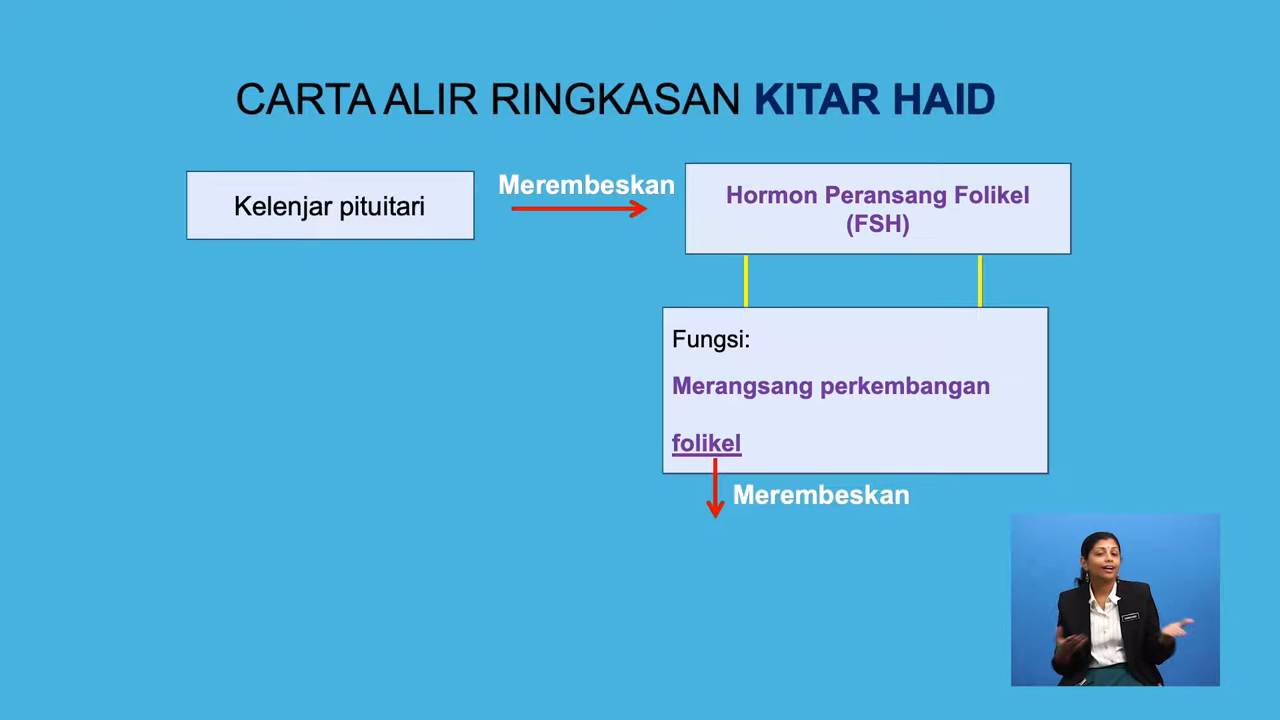 CARTA ALIR RINGKASAN KITAR HAID
Kelenjar pituitari
Merembeskan
Hormon Peransang Folikel
(FSH)
Fungsi:
Merangsang perkembangan
folikel
Merembeskan